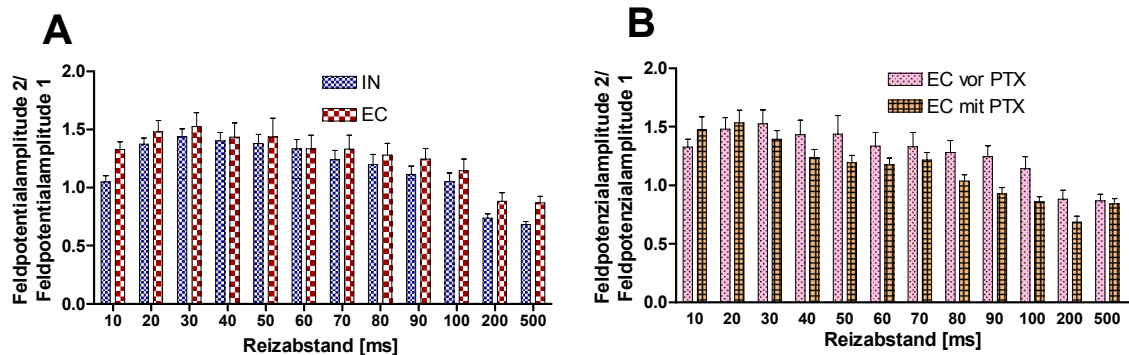 A
Feldpotentialamplitude 2/
Feldpotentialamplitude 1
2.0
1.5
1.0
0.5
0.0
IN
EC
10 20 30 40 50 60 70 80 90 100 200 500
Reizabstand [ms]
B
Feldpotenzialamplitude 2/
Feldpotenzialamplitude 1
2.0
1.5
1.0
0.5
0.0
EC vor PTX
EC mit PTX
10 20 30 40 50 60 70 80 90 100 200 500
Reizabstand [ms]